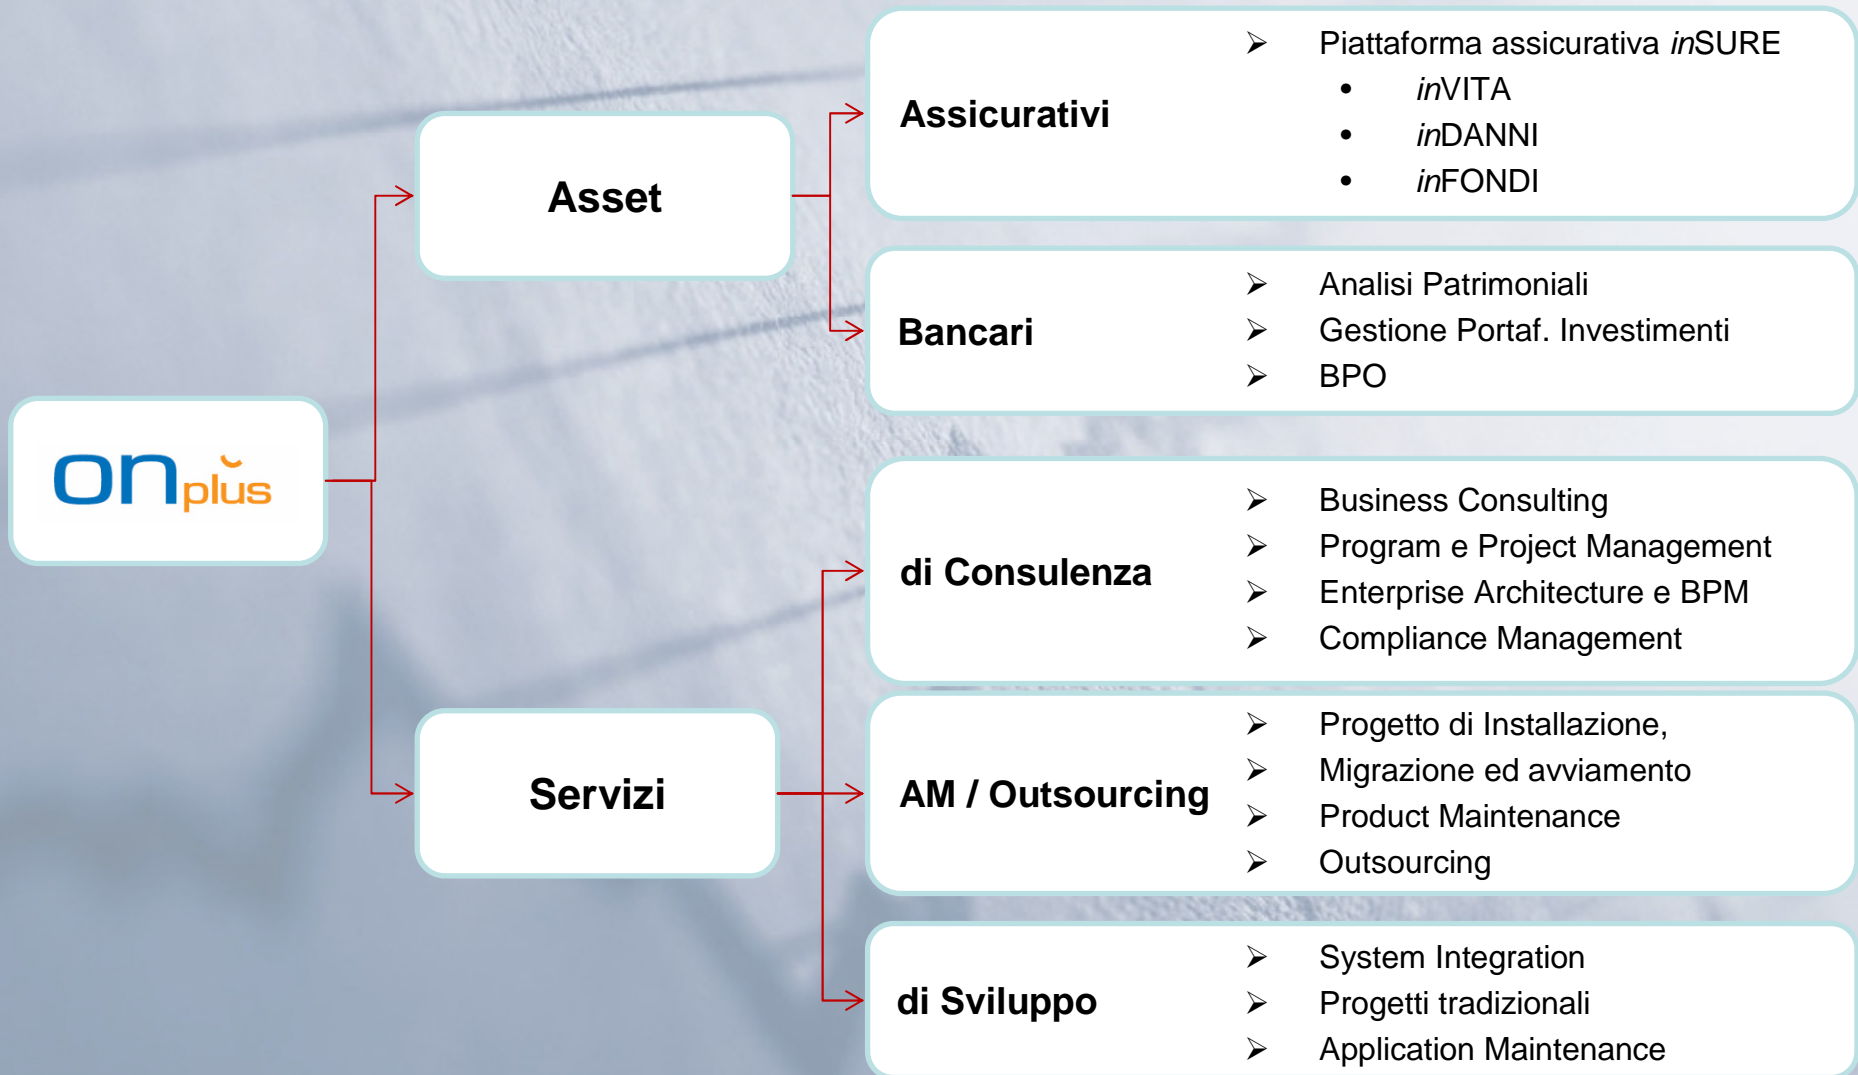 onplus
Asset
Servizi
Assicurativi
➢ Piattaforma assicurativa inSURE
• inVITA
• inDANNI
• inFONDI
Bancari
➢ Analisi Patrimoniali
➢ Gestione Portaf. Investimenti
➢ BPO
di Consulenza
➢ Business Consulting
➢ Program e Project Management
➢ Enterprise Architecture e BPM
➢ Compliance Management
AM / Outsourcing
➢ Progetto di Installazione,
➢ Migrazione ed avviamento
➢ Product Maintenance
➢ Outsourcing
di Sviluppo
➢ System Integration
➢ Progetti tradizionali
➢ Application Maintenance